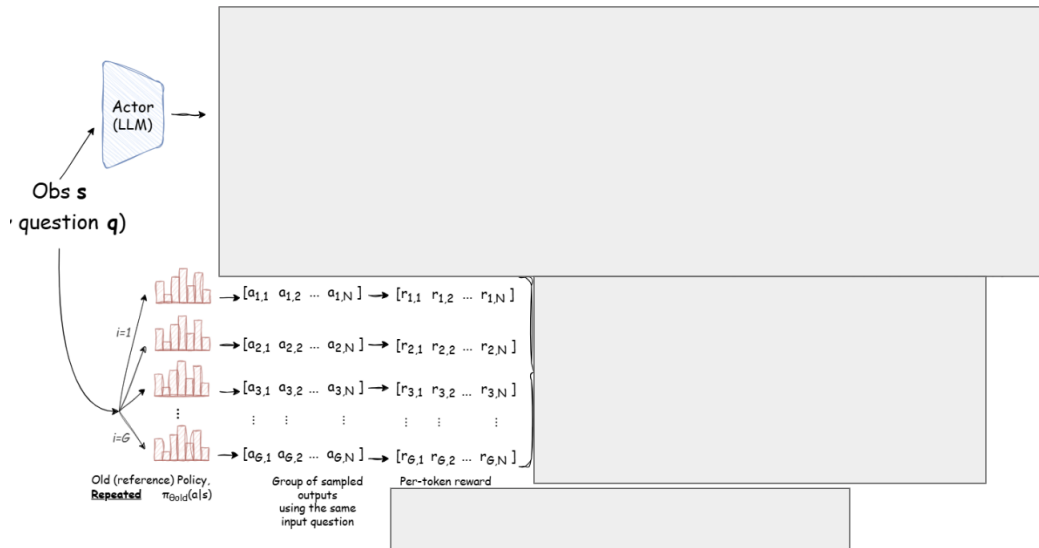 Actor
(LLM)
Obs s
question q)
i=1
[a1,1 a1,2 ... a1,N] [r1,1 r1,2 ... r1,N]
[a2,1 a2,2 ... a2,N] [r2,1 r2,2 ... r2,N]
[a3,1 a3,2 ... a3,N] [r3,1 r3,2 ... r3,N]
⋮ ⋮ ⋮ ⋮ ⋮ ⋮ ⋮
i=G
[aG,1 aG,2 ... aG,N] [rG,1 rG,2 ... rG,N]
Old (reference) Policy,
Repeated πθold(a|s)
Group of sampled
outputs
using the same
input question
Per-token reward